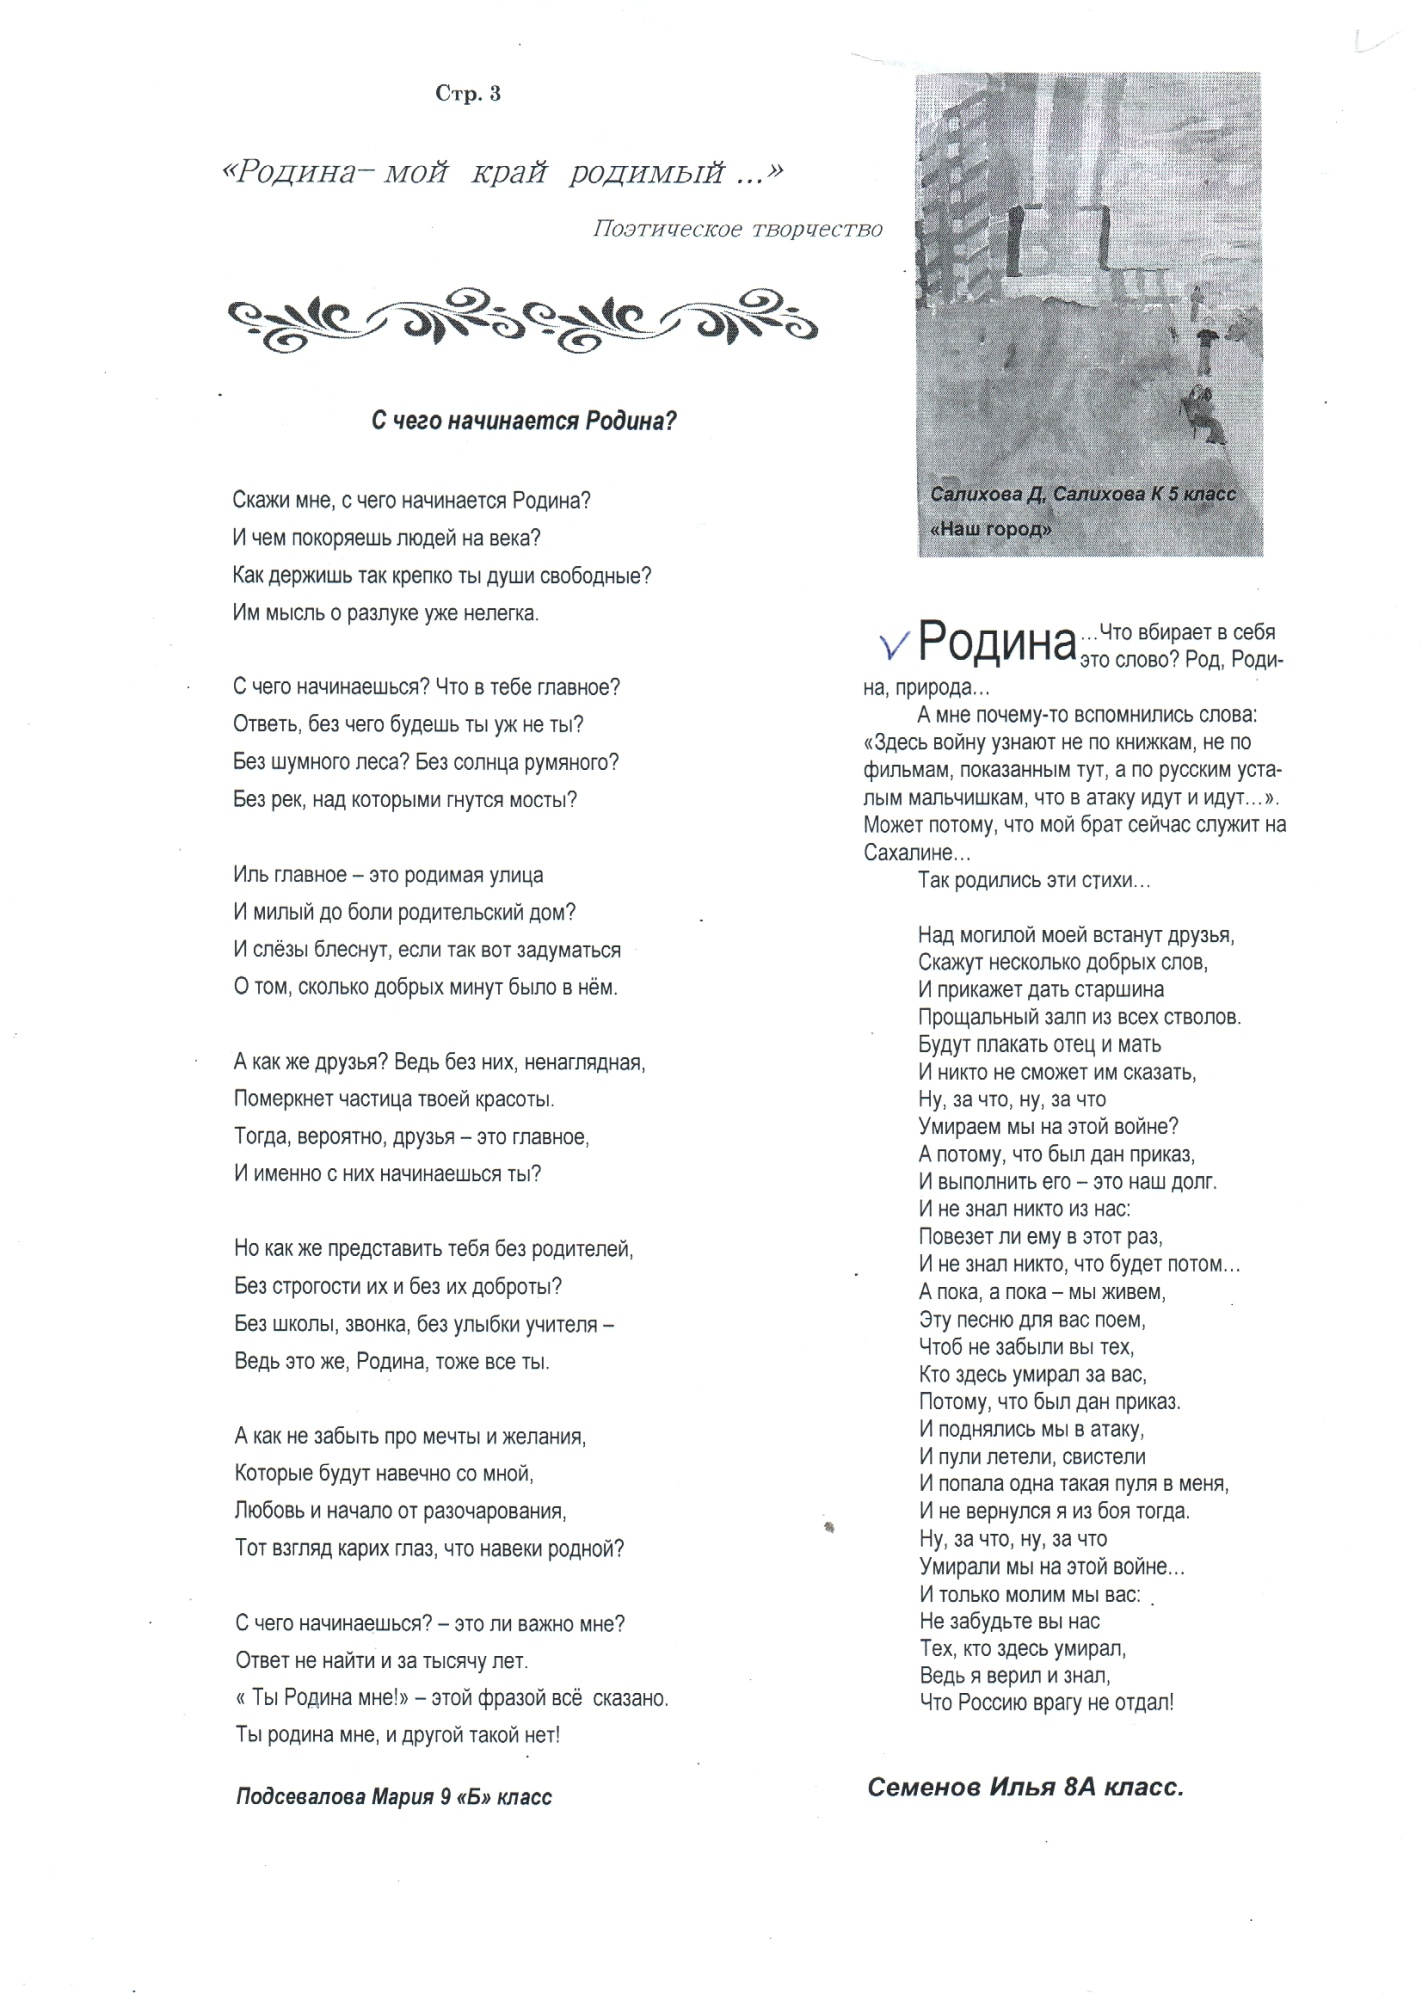 Стр. 3
«Родина– мой край родимый ...»
Поэтическое творчество
С чего начинается Родина?
Скажи мне, с чего начинается Родина?
И чем покоряешь людей на века?
Как держишь так крепко ты души свободные?
Им мысль о разлуке уже нелегка.
С чего начинаешься? Что в тебе главное?
Ответь, без чего будешь ты уж не ты?
Без шумного леса? Без солнца румяного?
Без рек, над которыми гнутся мосты?
Иль главное – это родимая улица
И милый до боли родительский дом?
И слёзы блеснут, если так вот задуматься
О том, сколько добрых минут было в нём.
А как же друзья? Ведь без них, ненаглядная,
Померкнет частица твоей красоты.
Тогда, вероятно, друзья – это главное,
И именно с них начинаешься ты?
Но как же представить тебя без родителей,
Без строгости их и без их доброты?
Без школы, звонка, без улыбки учителя –
Ведь это же, Родина, тоже все ты.
А как не забыть про мечты и желания,
Которые будут навечно со мной,
Любовь и начало от разочарования,
Тот взгляд карих глаз, что навеки родной?
С чего начинаешься? – это ли важно мне?
Ответ не найти и за тысячу лет.
« Ты Родина мне!» – этой фразой всё сказано.
Ты родина мне, и другой такой нет!
Подсевалова Мария 9 «Б» класс
Салихова Д, Салихова К 5 класс
«Наш город»
Родина …Что вбирает в себя
это слово? Род, Роди-
на, природа…
А мне почему-то вспомнились слова:
«Здесь войну узнают не по книжкам, не по
фильмам, показанным тут, а по русским уста-
лым мальчишкам, что в атаку идут и идут…».
Может потому, что мой брат сейчас служит на
Сахалине…
Так родились эти стихи…
Над могилой моей встанут друзья,
Скажут несколько добрых слов,
И прикажет дать старшина
Прощальный залп из всех стволов.
Будут плакать отец и мать
И никто не сможет им сказать,
Ну, за что, ну, за что
Умираем мы на этой войне?
А потому, что был дан приказ,
И выполнить его – это наш долг.
И не знал никто из нас:
Повезет ли ему в этот раз,
И не знал никто, что будет потом…
А пока, а пока – мы живем,
Эту песню для вас поем,
Чтоб не забыли вы тех,
Кто здесь умирал за вас,
Потому, что был дан приказ.
И поднялись мы в атаку,
И пули летели, свистели
И попала одна такая пуля в меня,
И не вернулся я из боя тогда.
Ну, за что, ну, за что
Умирали мы на этой войне…
И только молим мы вас:
Не забудьте вы нас
Тех, кто здесь умирал,
Ведь я верил и знал,
Что Россию врагу не отдал!
Семенов Илья 8А класс.